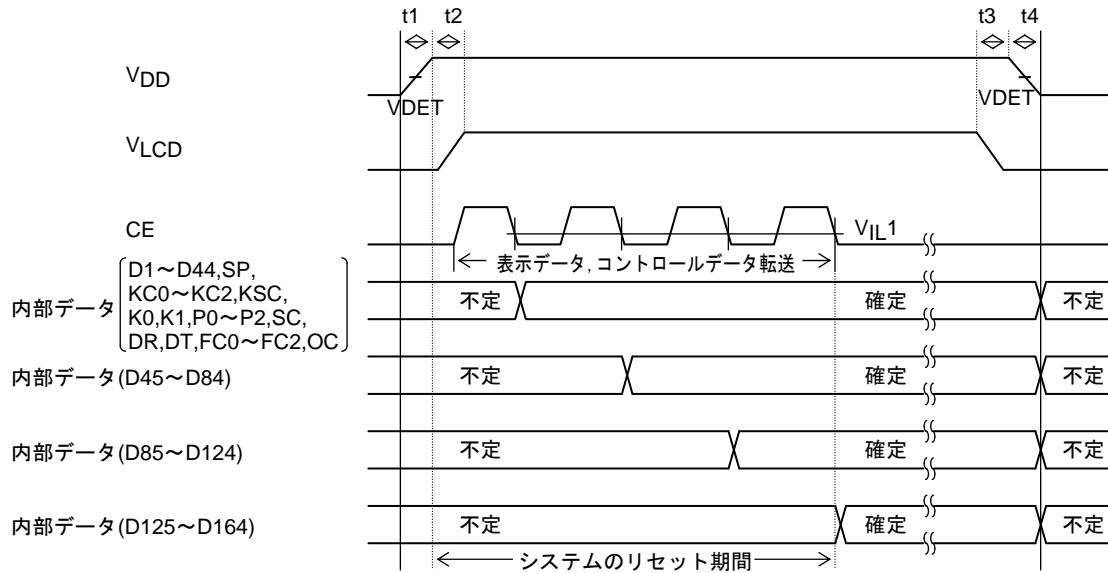 t1 t2 t3 t4
VDD
VDET VDET
VLCD
CE
VIL1
表示データ,コントロールデータ転送
内部データ
D1～D44,SP,
KC0～KC2,KSC,
K0,K1,P0～P2,SC,
DR,DT,FC0～FC2,OC
不定 確定 不定
内部データ(D45～D84) 不定 確定 不定
内部データ(D85～D124) 不定 確定 不定
内部データ(D125～D164) 不定 確定 不定
システムのリセット期間